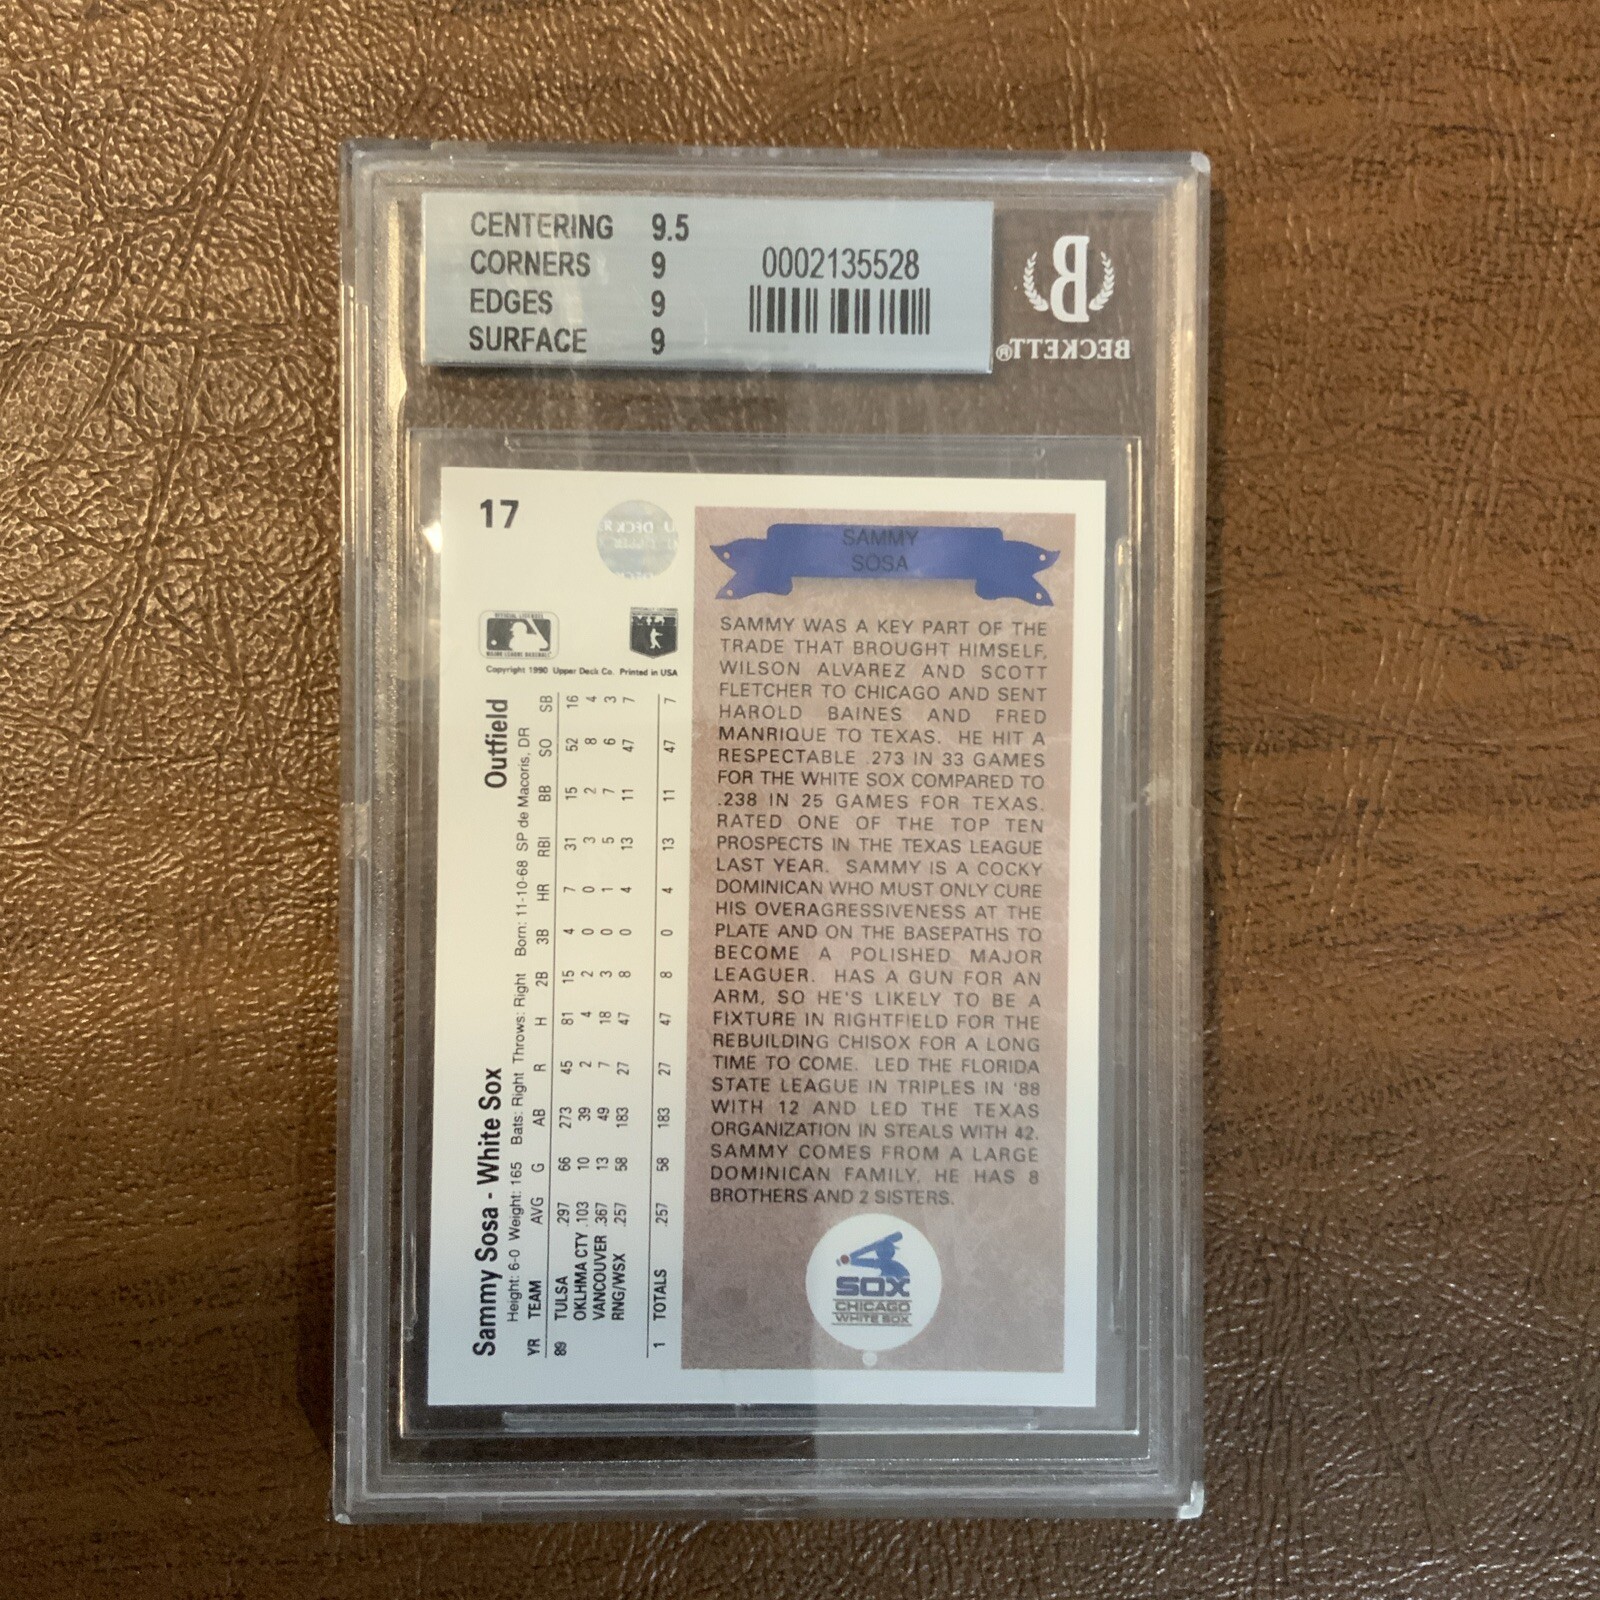 CENTERING 9.5
CORNERS 9
EDGES 9
SURFACE 9
0002135528
BECKETT®
17
Copyright 1990 Upper Deck Co. Printed in USA
Sammy Sosa - White Sox Outfield
Height: 6-0 Weight: 165 Bats: Right Throws: Right Born: 11-10-68 SP de Macoris, DR
YR TEAM AVG G AB R H 2B 3B HR RBI BB SO SB
89 TULSA .297 66 273 45 81 15 4 7 31 15 52 16
OKLHMA CTY .103 10 39 2 4 2 0 0 3 2 8 4
VANCOUVER .367 13 49 7 18 3 0 1 5 7 6 3
RNG/WSX .257 58 183 27 47 8 0 4 13 11 47 7
1 TOTALS .257 58 183 27 47 8 0 4 13 11 47 7
SAMMY
SOSA
SAMMY WAS A KEY PART OF THE
TRADE THAT BROUGHT HIMSELF,
WILSON ALVAREZ AND SCOTT
FLETCHER TO CHICAGO AND SENT
HAROLD BAINES AND FRED
MANRIQUE TO TEXAS. HE HIT A
RESPECTABLE .273 IN 33 GAMES
FOR THE WHITE SOX COMPARED TO
.238 IN 25 GAMES FOR TEXAS.
RATED ONE OF THE TOP TEN
PROSPECTS IN THE TEXAS LEAGUE
LAST YEAR. SAMMY IS A COCKY
DOMINICAN WHO MUST ONLY CURE
HIS OVERAGRESSIVENESS AT THE
PLATE AND ON THE BASEPATHS TO
BECOME A POLISHED MAJOR
LEAGUER. HAS A GUN FOR AN
ARM, SO HE'S LIKELY TO BE A
FIXTURE IN RIGHTFIELD FOR THE
REBUILDING CHISOX FOR A LONG
TIME TO COME. LED THE FLORIDA
STATE LEAGUE IN TRIPLES IN '88
WITH 12 AND LED THE TEXAS
ORGANIZATION IN STEALS WITH 42.
SAMMY COMES FROM A LARGE
DOMINICAN FAMILY. HE HAS 8
BROTHERS AND 2 SISTERS.
SOX
CHICAGO
WHITE SOX